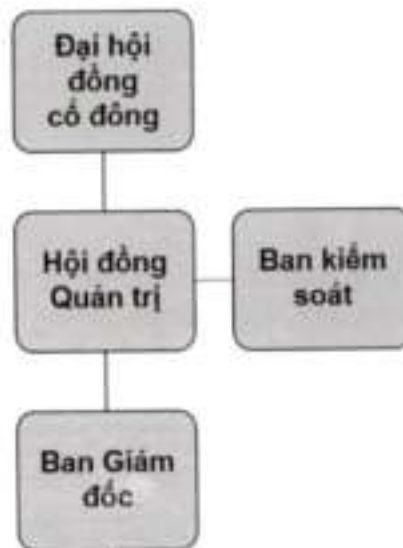 Đại hội
đồng
cổ đông
Hội đồng
Quản trị
Ban kiểm
soát
Ban Giám
đốc